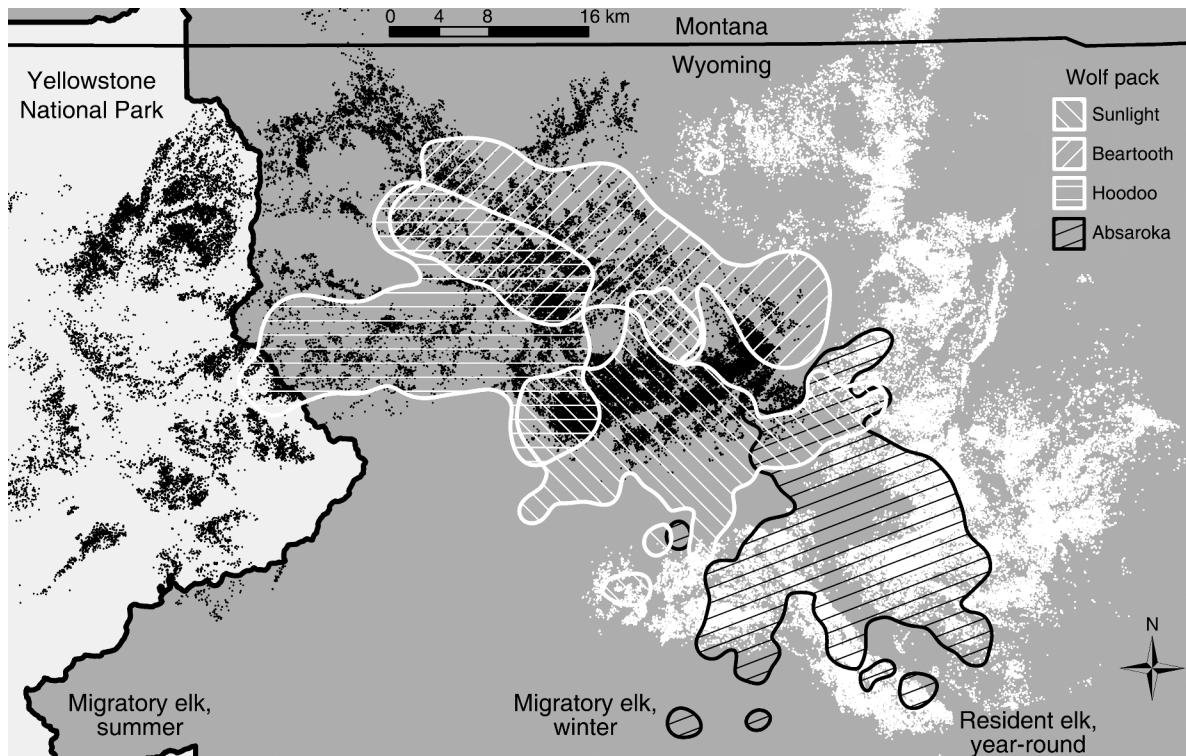 0 4 8 16 km
Montana
Wyoming
Yellowstone
National Park
Wolf pack
Sunlight
Beartooth
Hoodoo
Absaroka
N
Migratory elk,
summer
Migratory elk,
winter
Resident elk,
year-round